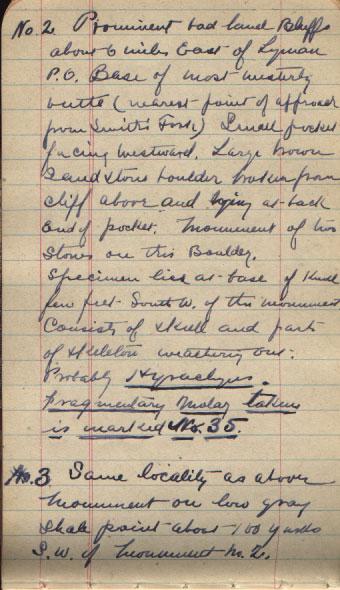 No. 2 Prominent bad land Bluffs
about 6 miles East of Lyman
P.O. Base of most westerly
butte (nearest point of approach
from Smith's Fork) Small pocket
facing westward. Large brown
Sandstone boulder broken from
cliff above and lying at back
end of pocket. Monument of two
Stones on this Boulder.
Specimen lies at base of Knoll
few feet South W. of this monument
Consists of skull and parts
of skeleton weathering out.
Probably Hyrachyus.
Fragmentary Molar taken
is marked No. 35.
No. 3 Same locality as above
Monument on low gray
shale point about 100 yards
S.W. of Monument No. 2.